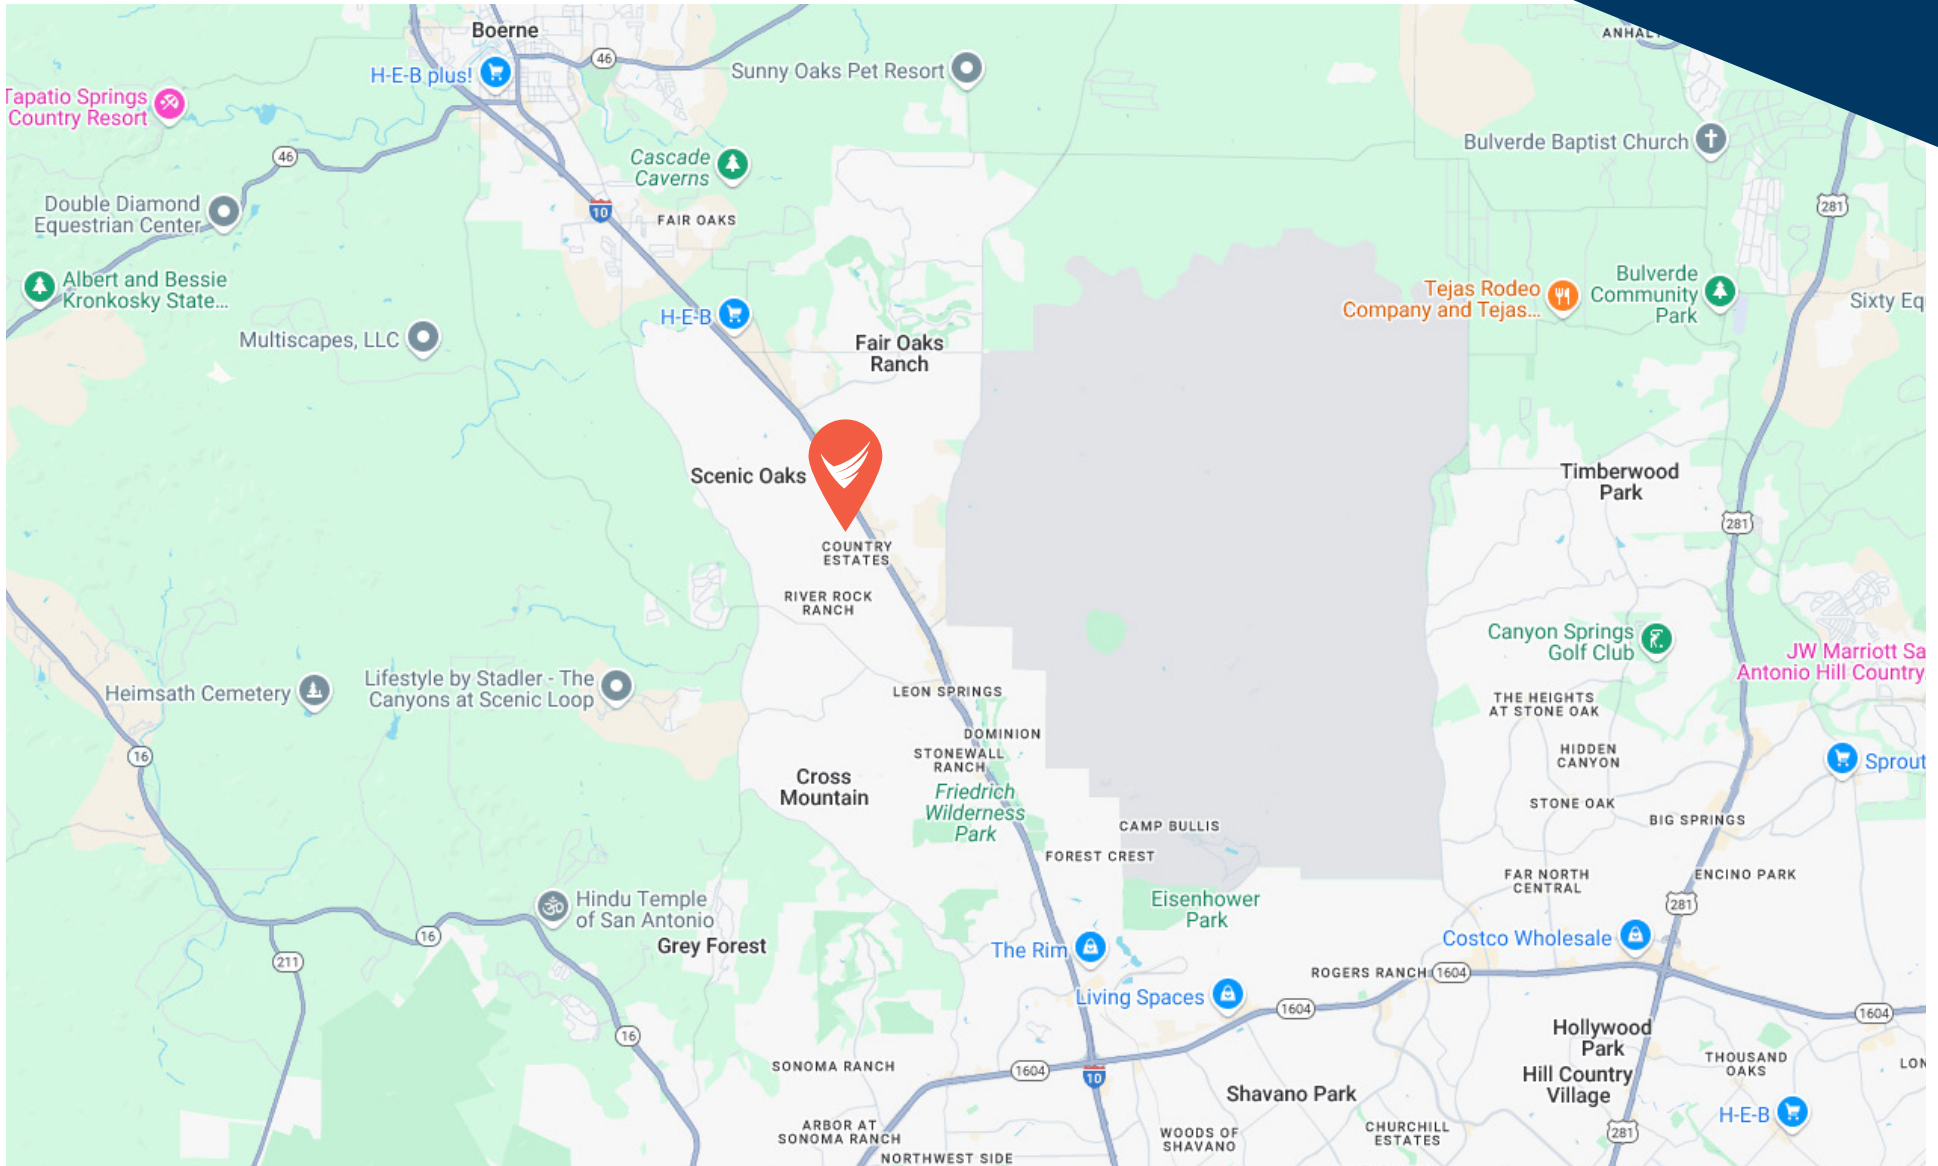 Boerne
ANHAL
46
H-E-B plus!
Sunny Oaks Pet Resort
Tapatio Springs
Country Resort
Bulverde Baptist Church
46
Cascade
Caverns
Double Diamond
Equestrian Center
10
FAIR OAKS
281
Albert and Bessie
Kronkosky State...
Tejas Rodeo
Company and Tejas...
Bulverde
Community
Park
Sixty Eq
H-E-B
Multiscapes, LLC
Fair Oaks
Ranch
Scenic Oaks
Timberwood
Park
281
COUNTRY
ESTATES
RIVER ROCK
RANCH
Canyon Springs
Golf Club
JW Marriott Sa
Antonio Hill Country
Heimsath Cemetery
Lifestyle by Stadler - The
Canyons at Scenic Loop
LEON SPRINGS
THE HEIGHTS
AT STONE OAK
DOMINION
STONEWALL
RANCH
HIDDEN
CANYON
16
Sprout
Cross
Mountain
Friedrich
Wilderness
Park
STONE OAK
CAMP BULLIS
BIG SPRINGS
FOREST CREST
FAR NORTH
CENTRAL
ENCINO PARK
Hindu Temple
of San Antonio
Eisenhower
Park
281
16
Grey Forest
The Rim
Costco Wholesale
211
ROGERS RANCH
1604
Living Spaces
1604
1604
16
Hollywood
Park
SONOMA RANCH
1604
10
THOUSAND
OAKS
LON
Shavano Park
Hill Country
Village
H-E-B
ARBOR AT
SONOMA RANCH
WOODS OF
SHAVANO
CHURCHILL
ESTATES
281
NORTHWEST SIDE